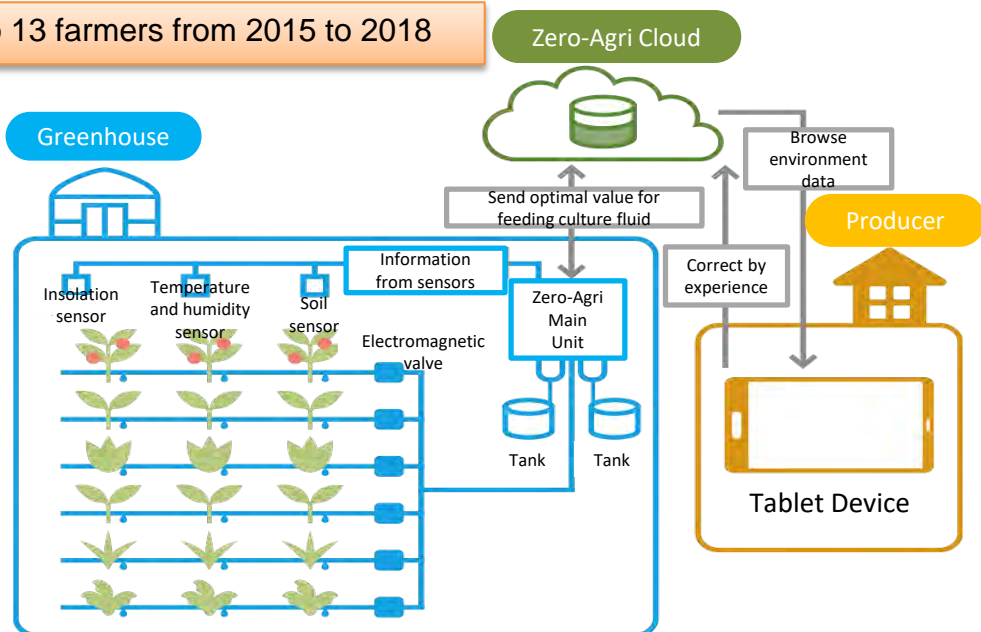 13 farmers from 2015 to 2018
Zero-Agri Cloud
Greenhouse
Browse
environment
data
Send optimal value for
feeding culture fluid
Producer
Information
from sensors
Correct by
experience
Insolation
sensor
Temperature
and humidity
sensor
Soil
sensor
Zero-Agri
Main
Unit
Electromagnetic
valve
Tank
Tank
Tablet Device